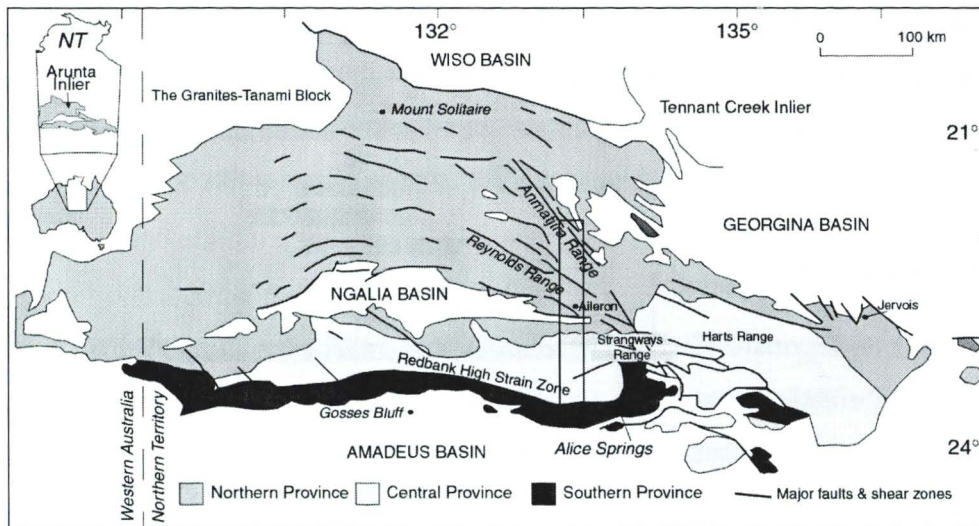 NT
Arunta
Inlier
132°
135°
0 100 km
WISO BASIN
The Granites-Tanami Block
Mount Solitaire
Tennant Creek Inlier
21°
Anmatjira Range
GEORGINA BASIN
Reynolds Range
NGALIA BASIN
Aileron
Jervois
Strangways
Range
Harts Range
Redbank High Strain Zone
Gosses Bluff
AMADEUS BASIN
Alice Springs
24°
Western Australia
Northern Territory
Northern Province
Central Province
Southern Province
Major faults & shear zones